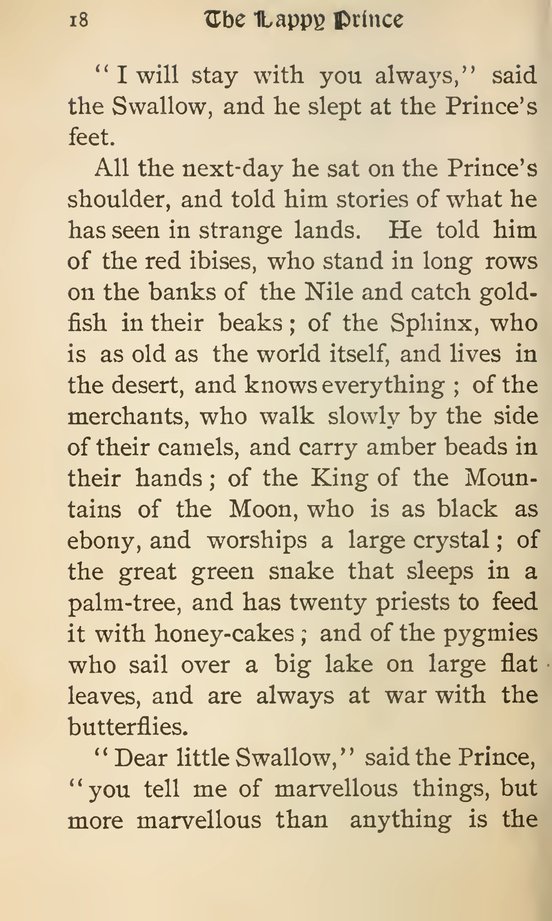 18 The Happy Prince
“ I will stay with you always,” said
the Swallow, and he slept at the Prince's
feet.
All the next-day he sat on the Prince's
shoulder, and told him stories of what he
has seen in strange lands. He told him
of the red ibises, who stand in long rows
on the banks of the Nile and catch gold-
fish in their beaks ; of the Sphinx, who
is as old as the world itself, and lives in
the desert, and knows everything ; of the
merchants, who walk slowly by the side
of their camels, and carry amber beads in
their hands ; of the King of the Moun-
tains of the Moon, who is as black as
ebony, and worships a large crystal ; of
the great green snake that sleeps in a
palm-tree, and has twenty priests to feed
it with honey-cakes ; and of the pygmies
who sail over a big lake on large flat
leaves, and are always at war with the
butterflies.
“ Dear little Swallow,” said the Prince,
“ you tell me of marvellous things, but
more marvellous than anything is the